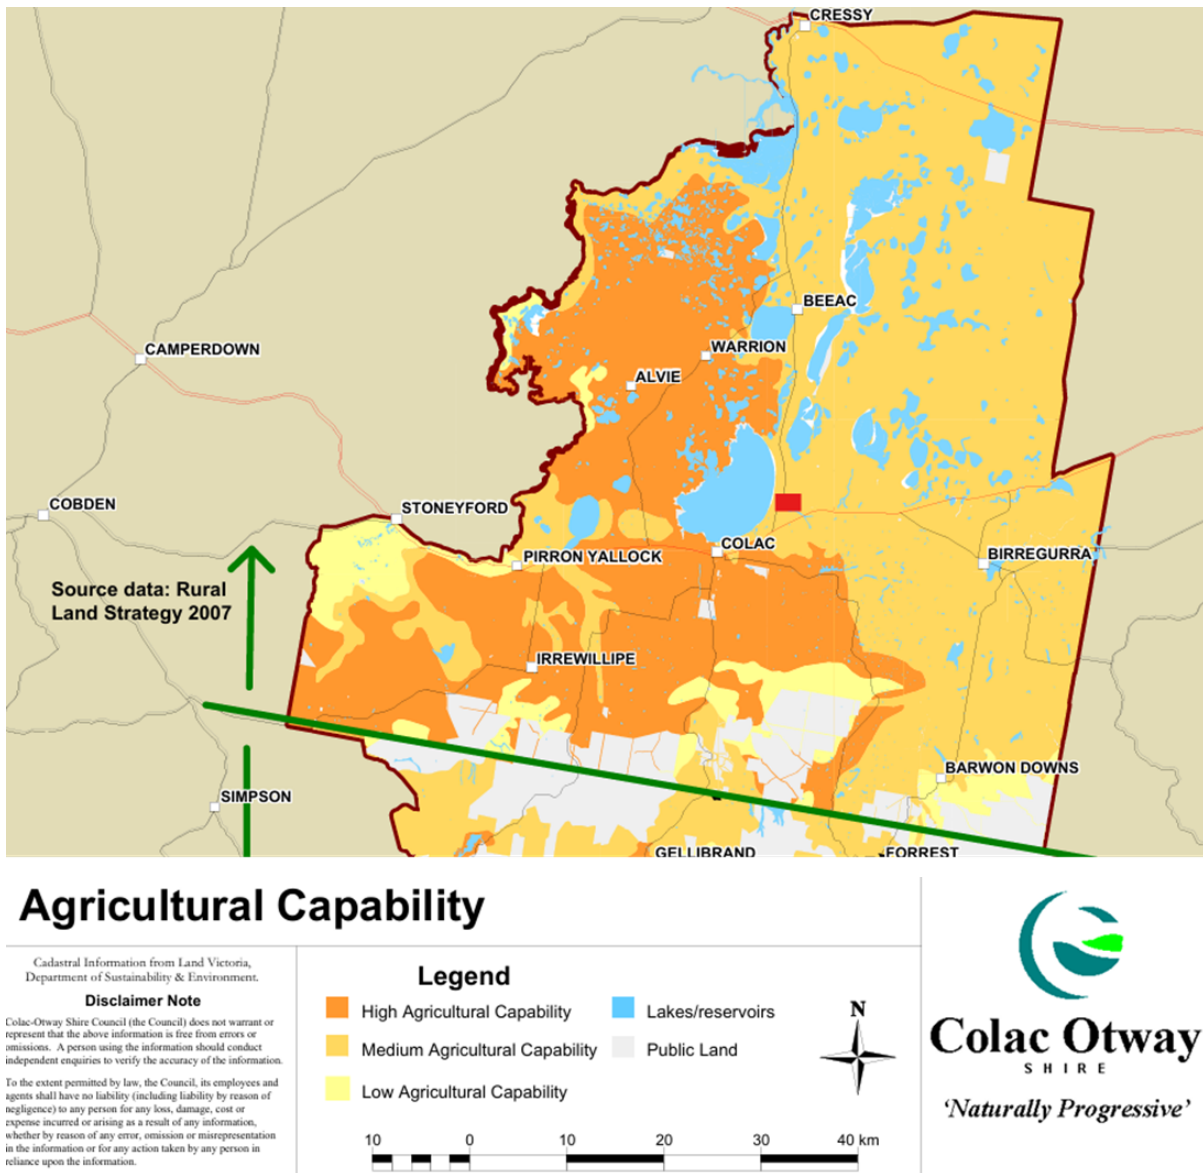 CRESSY
BEEAC
WARRION
CAMPERDOWN
ALVIE
COBDEN
STONEYFORD
COLAC
PIRRON YALLOCK
BIRREGURRA
Source data: Rural
Land Strategy 2007
IRREWILLIPE
BARWON DOWNS
SIMPSON
GELLIBRAND
FORREST
Agricultural Capability
Cadastral Information from Land Victoria,
Department of Sustainability & Environment.
Disclaimer Note
Colac-Otway Shire Council (the Council) does not warrant or
represent that the above information is free from errors or
omissions. A person using the information should conduct
independent enquiries to verify the accuracy of the information.
To the extent permitted by law, the Council, its employees and
agents shall have no liability (including liability by reason of
negligence) to any person for any loss, damage, cost or
expense incurred or arising as a result of any information,
whether by reason of any error, omission or misrepresentation
in the information or for any action taken by any person in
reliance upon the information.
Legend
High Agricultural Capability
Lakes/reservoirs
Medium Agricultural Capability
Public Land
Low Agricultural Capability
N
10 0 10 20 30 40 km
Colac Otway
SHIRE
'Naturally Progressive'